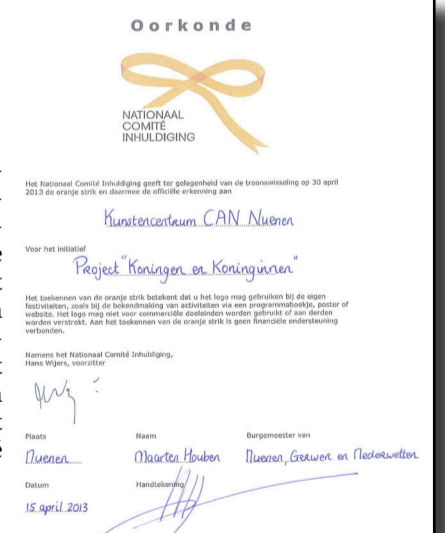 Oorkonde
NATIONAAL
COMITÉ
INHULDIGING
Het Nationaal Comité Inhuldiging geeft ter gelegenheid van de troonswisseling op 30 april
2013 de oranje strik en daarmee de officiële erkenning aan
Kunstencentrum CAN Nuenen
Voor het initiatief
Project "Koningen en Koninginnen"
Het toekennen van de oranje strik betekent dat u het logo mag gebruiken bij de eigen
festiviteiten, zoals bij de bekendmaking van activiteiten via een programmaboekje, poster of
website. Het logo mag niet voor commerciële doeleinden worden gebruikt of aan derden
worden verstrekt. Aan het toekennen van de oranje strik is geen financiële ondersteuning
verbonden.
Namens het Nationaal Comité Inhuldiging,
Hans Wijers, voorzitter
Plaats Naam Burgemeester van
Nuenen Maarten Houben Nuenen, Gerwen en Nederwetten
Datum Handtekening
15 april 2013